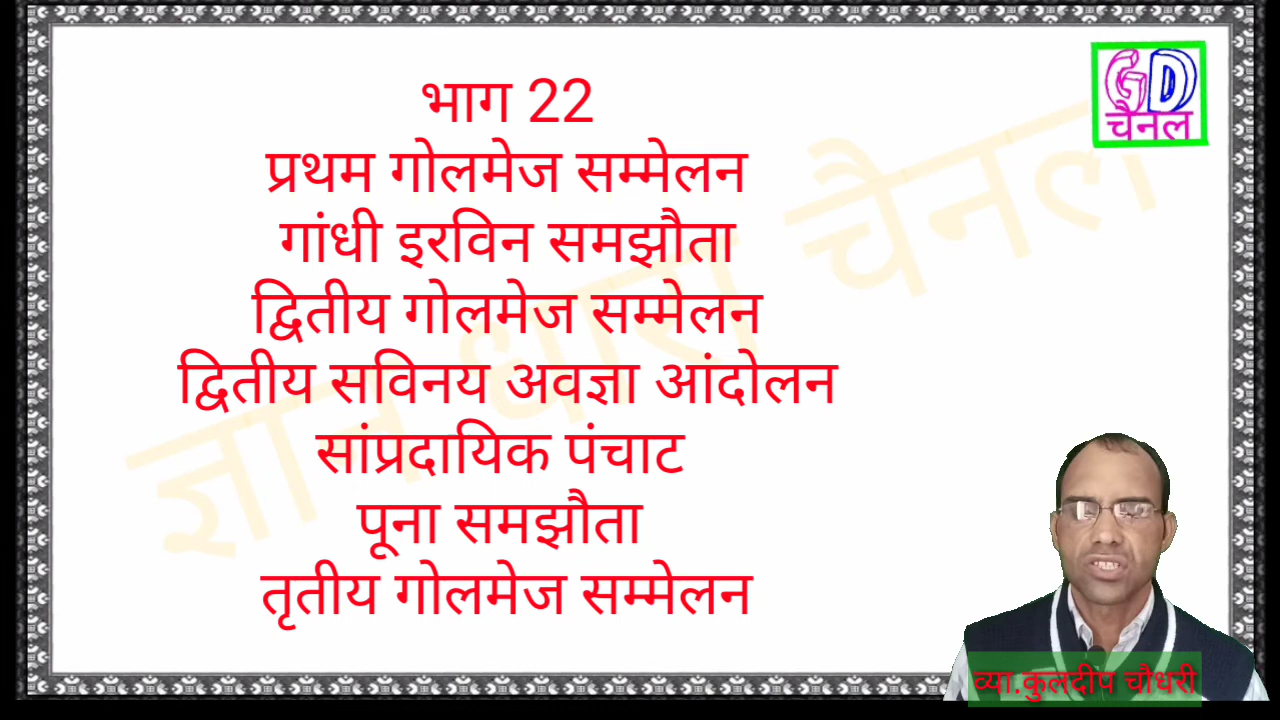 भाग 22
प्रथम गोलमेज सम्मेलन
गांधी इरविन समझौता
द्वितीय गोलमेज सम्मेलन
द्वितीय सविनय अवज्ञा आंदोलन
सांप्रदायिक पंचाट
पूना समझौता
तृतीय गोलमेज सम्मेलन
GD
चैनल
ज्ञान धारा चैनल
व्या.कुलदीप चौधरी